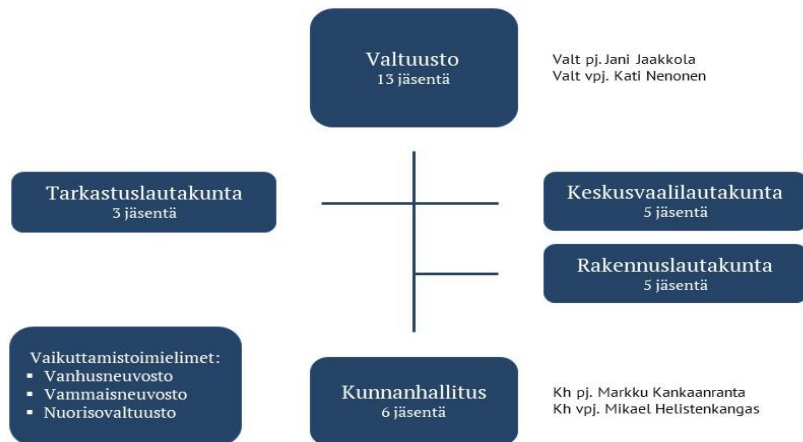 Valtuusto
13 jäsentä
Valt pj. Jani Jaakkola
Valt vpj. Kati Nenonen
Tarkastuslautakunta
3 jäsentä
Keskusvaalilautakunta
5 jäsentä
Rakennuslautakunta
5 jäsentä
Vaikuttamistoimielimet:
▪ Vanhusneuvosto
▪ Vammaisneuvosto
▪ Nuorisovaltuusto
Kunnanhallitus
6 jäsentä
Kh pj. Markku Kankaanranta
Kh vpj. Mikael Helistenkangas